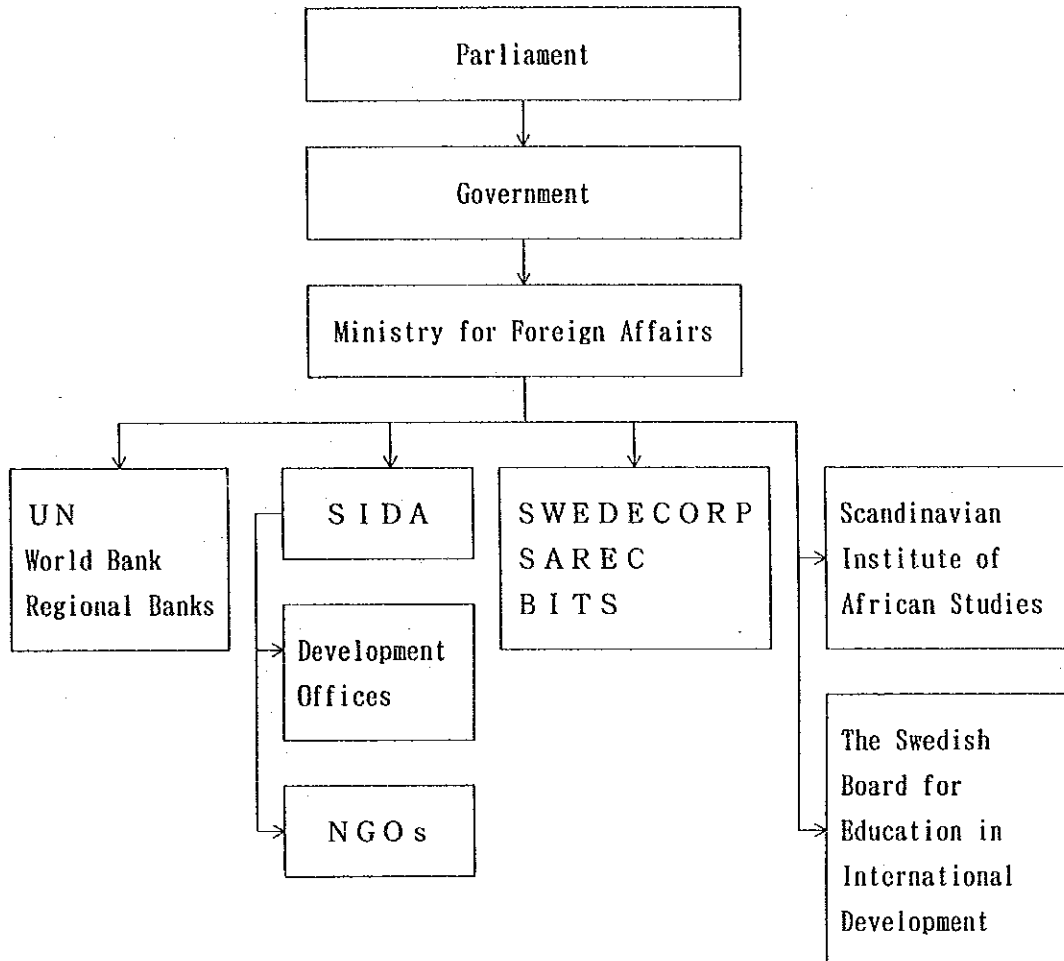 Parliament
Government
Ministry for Foreign Affairs
UN
World Bank
Regional Banks
SIDA
Development
Offices
NGOs
SWEDECORP
SAREC
BITS
Scandinavian
Institute of
African Studies
The Swedish
Board for
Education in
International
Development